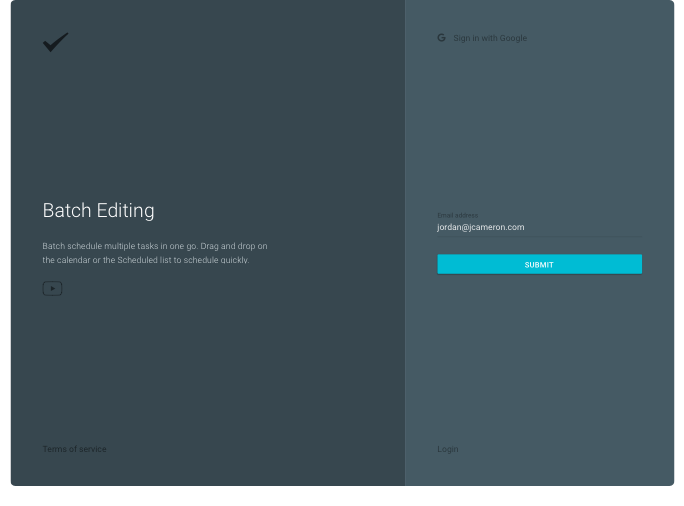 Sign in with Google
Batch Editing
Batch schedule multiple tasks in one go. Drag and drop on
the calendar or the Scheduled list to schedule quickly.
Email address
jordan@jcameron.com
SUBMIT
Terms of service
Login